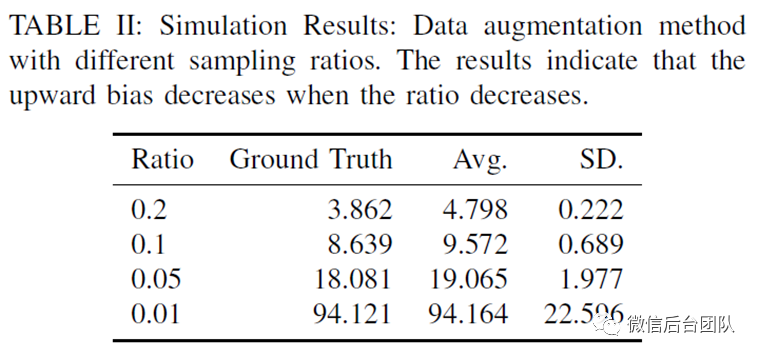 TABLE II: Simulation Results: Data augmentation method
with different sampling ratios. The results indicate that the
upward bias decreases when the ratio decreases.
Ratio Ground Truth Avg. SD.
0.2 3.862 4.798 0.222
0.1 8.639 9.572 0.689
0.05 18.081 19.065 1.977
0.01 94.121 94.164
微信后台团队